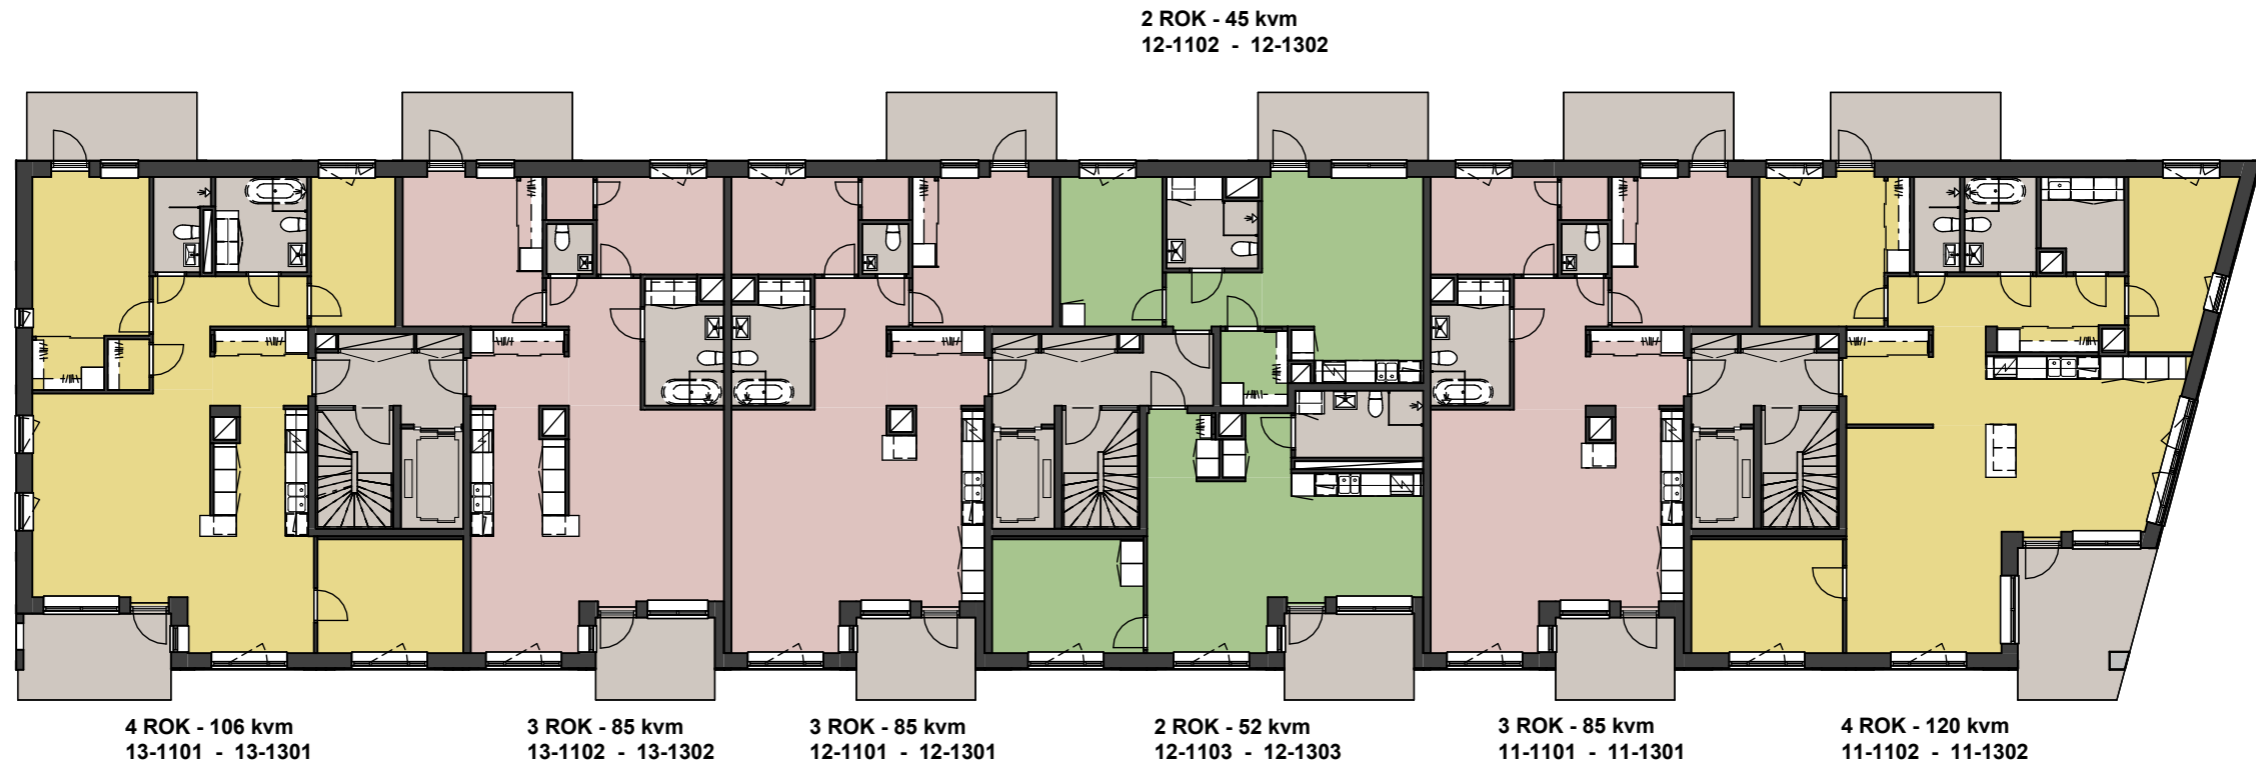 2 ROK - 45 kvm
12-1102 - 12-1302
4 ROK - 106 kvm
13-1101 - 13-1301
3 ROK - 85 kvm
13-1102 - 13-1302
3 ROK - 85 kvm
12-1101 - 12-1301
2 ROK - 52 kvm
12-1103 - 12-1303
3 ROK - 85 kvm
11-1101 - 11-1301
4 ROK - 120 kvm
11-1102 - 11-1302